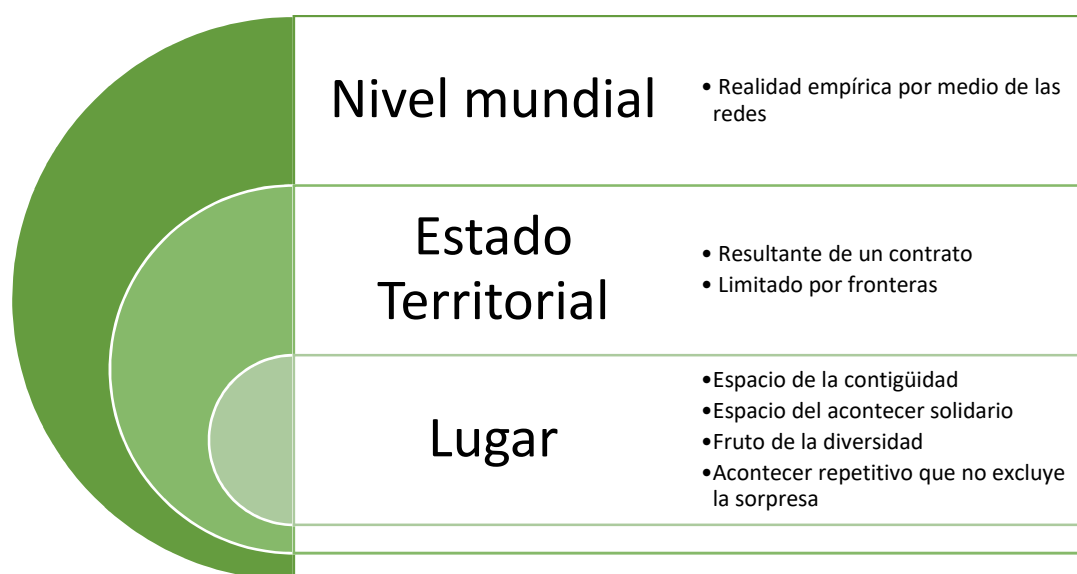 Nivel mundial
• Realidad empírica por medio de las
redes
Estado
Territorial
• Resultante de un contrato
• Limitado por fronteras
Lugar
•Espacio de la contigüidad
•Espacio del acontecer solidario
•Fruto de la diversidad
•Acontecer repetitivo que no excluye
la sorpresa